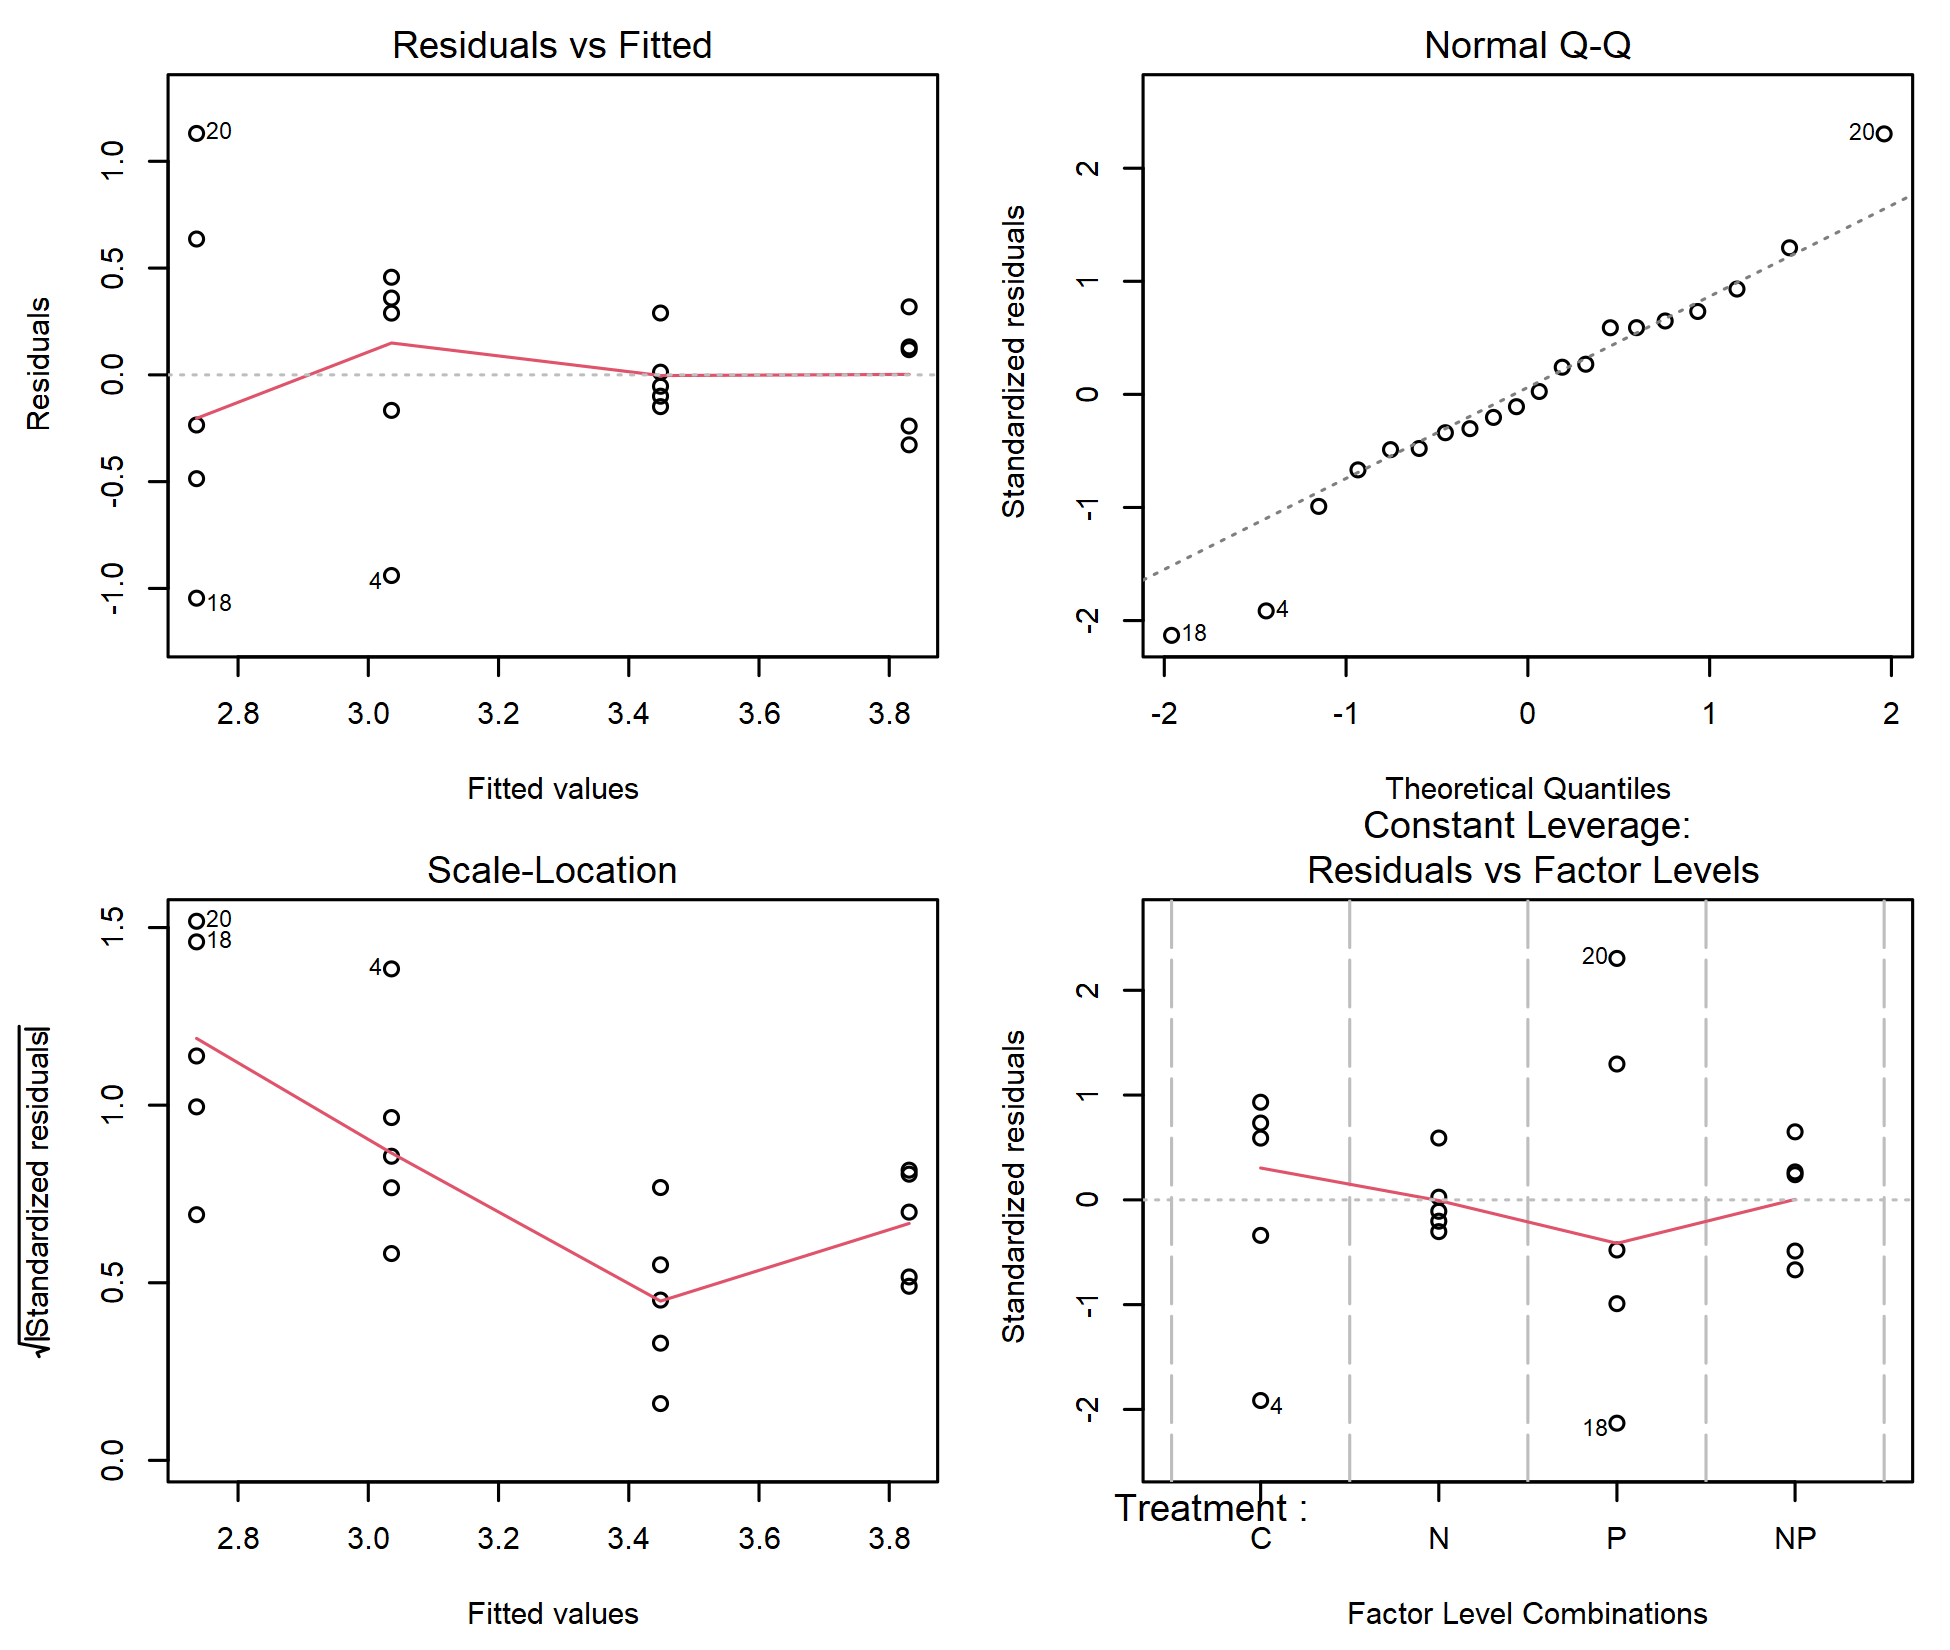 Residuals vs Fitted
Residuals
1.0
0.5
0.0
-0.5
-1.0
20
4
18
2.8 3.0 3.2 3.4 3.6 3.8
Fitted values
Normal Q-Q
Standardized residuals
2
1
0
-1
-2
20
4
18
-2 -1 0 1 2
Theoretical Quantiles
Scale-Location
√|Standardized residuals|
1.5
1.0
0.5
0.0
20
18
4
2.8 3.0 3.2 3.4 3.6 3.8
Fitted values
Constant Leverage:
Residuals vs Factor Levels
Standardized residuals
2
1
0
-1
-2
20
4
18
Treatment :
C N P NP
Factor Level Combinations